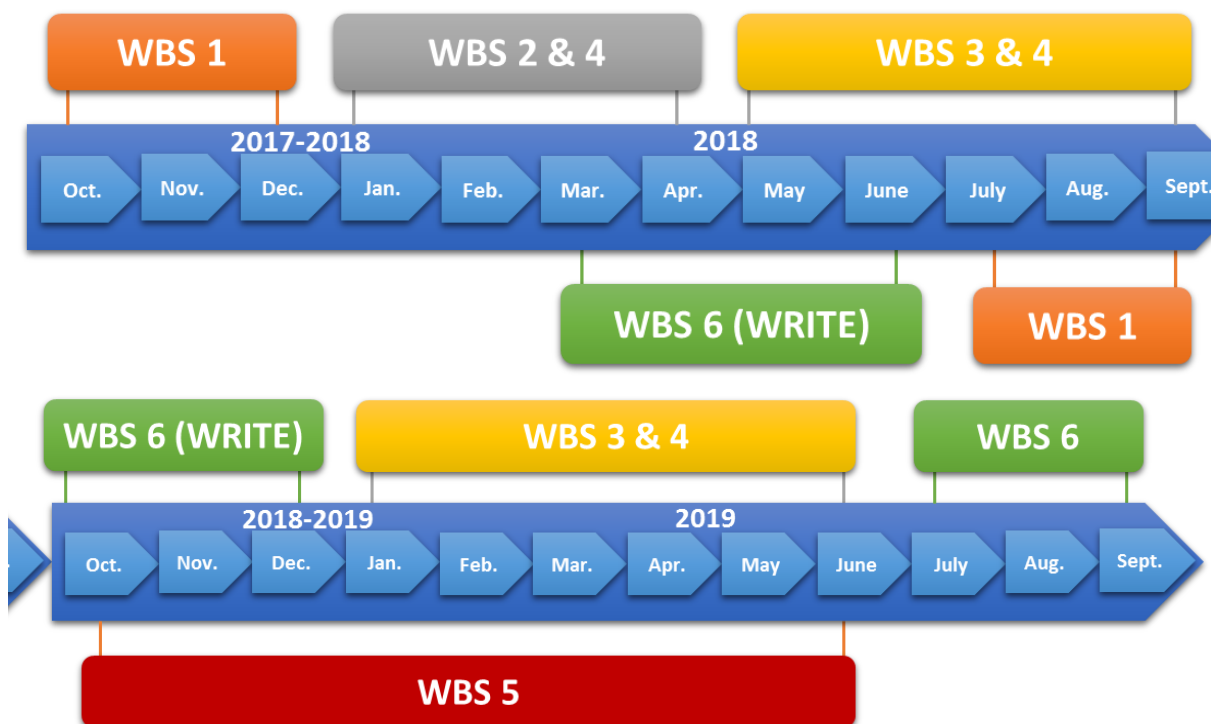 WBS 1
WBS 2 & 4
WBS 3 & 4
2017-2018
2018
Oct.
Nov.
Dec.
Jan.
Feb.
Mar.
Apr.
May
June
July
Aug.
Sept.
WBS 6 (WRITE)
WBS 1
WBS 6 (WRITE)
WBS 3 & 4
WBS 6
2018-2019
2019
Oct.
Nov.
Dec.
Jan.
Feb.
Mar.
Apr.
May
June
July
Aug.
Sept.
WBS 5